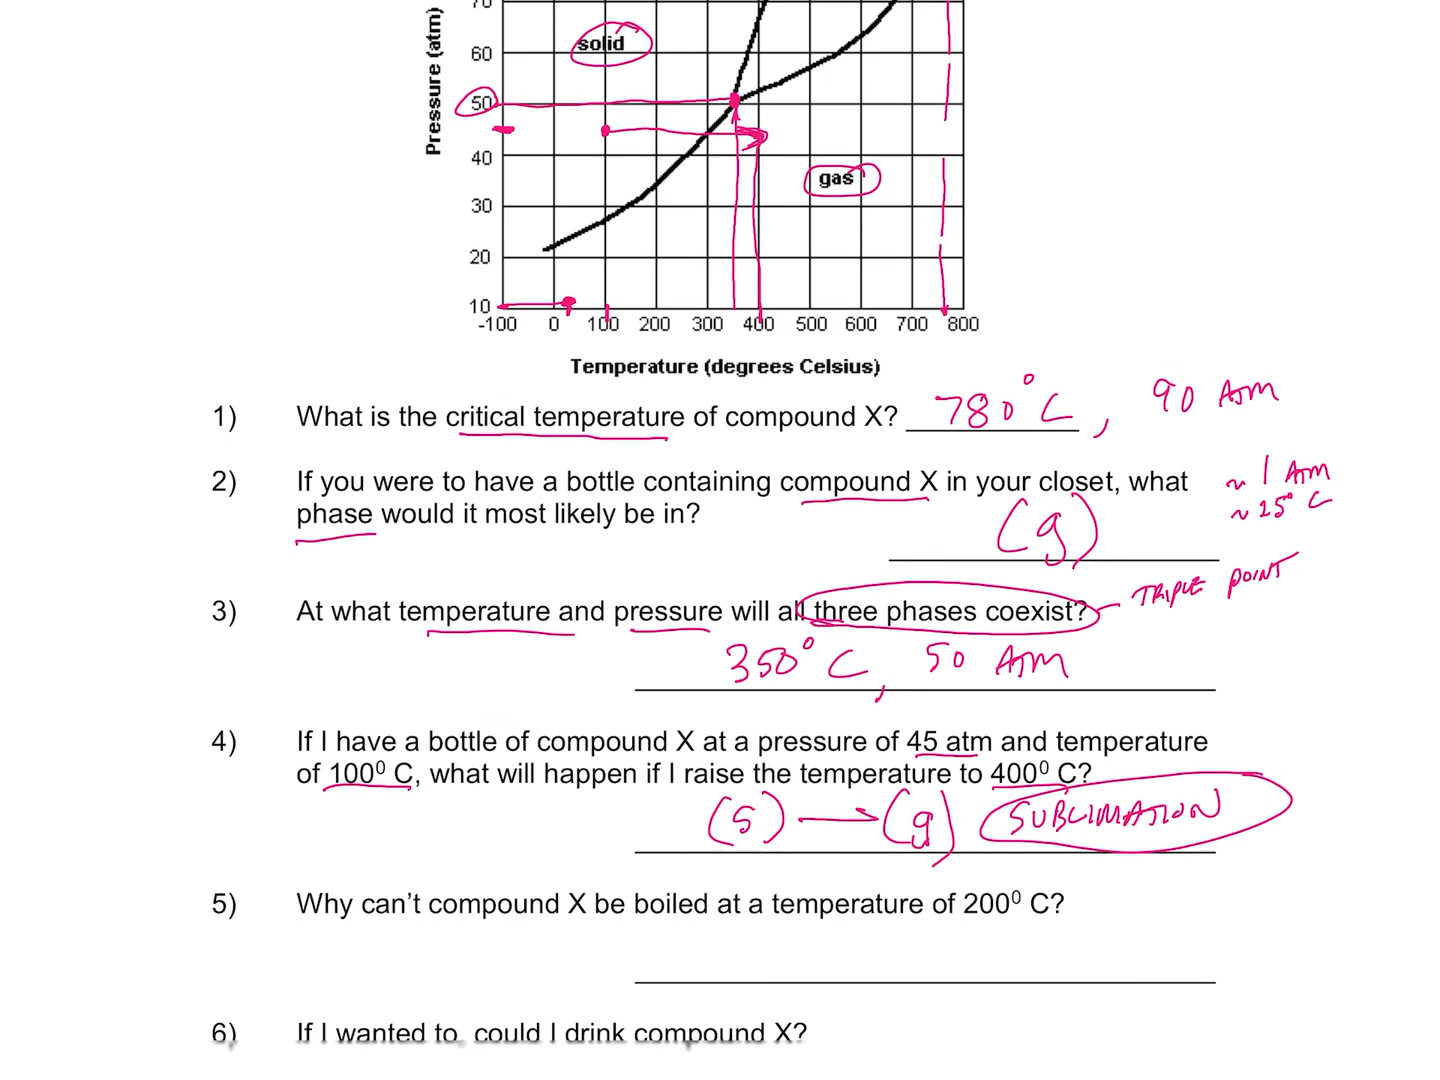 70
solid
60
Pressure (atm)
50
40
gas
30
20
10
-100 0 100 200 300 400 500 600 700 800
Temperature (degrees Celsius)
1) What is the critical temperature of compound X? 780°C, 90 ATM
2) If you were to have a bottle containing compound X in your closet, what ~ 1 ATM
phase would it most likely be in? (g) ~ 25°C
3) At what temperature and pressure will all three phases coexist? TRIPLE POINT
350°C, 50 ATM
4) If I have a bottle of compound X at a pressure of 45 atm and temperature
of 100⁰ C, what will happen if I raise the temperature to 400⁰ C?
(s) → (g) SUBLIMATION
5) Why can’t compound X be boiled at a temperature of 200⁰ C?
6) If I wanted to, could I drink compound X?